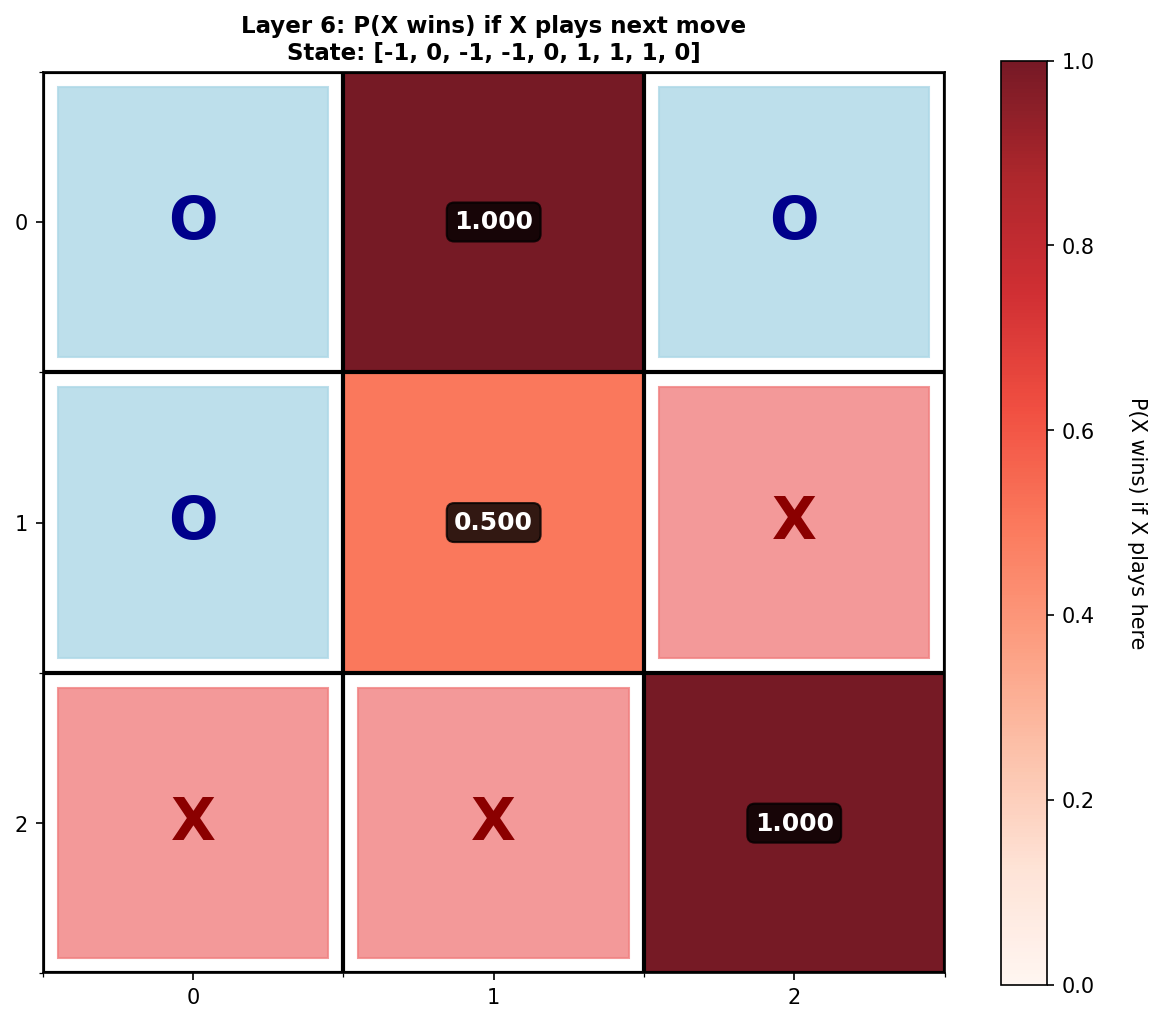 Layer 6: P(X wins) if X plays next move
State: [-1, 0, -1, -1, 0, 1, 1, 1, 0]
O
1.000
O
O
0.500
X
X
X
1.000
0
1
2
0
1
2
1.0
0.8
0.6
0.4
0.2
0.0
P(X wins) if X plays here